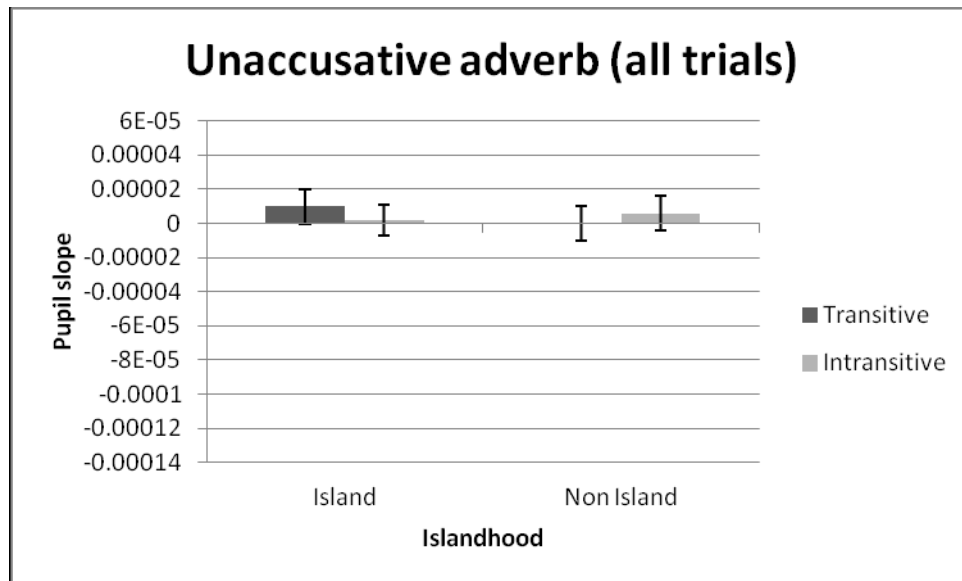 Unaccusative adverb (all trials)
6E-05
0.00004
0.00002
0
-0.00002
-0.00004
-6E-05
-8E-05
-0.0001
-0.00012
-0.00014
Pupil slope
Island
Non Island
Islandhood
Transitive
Intransitive